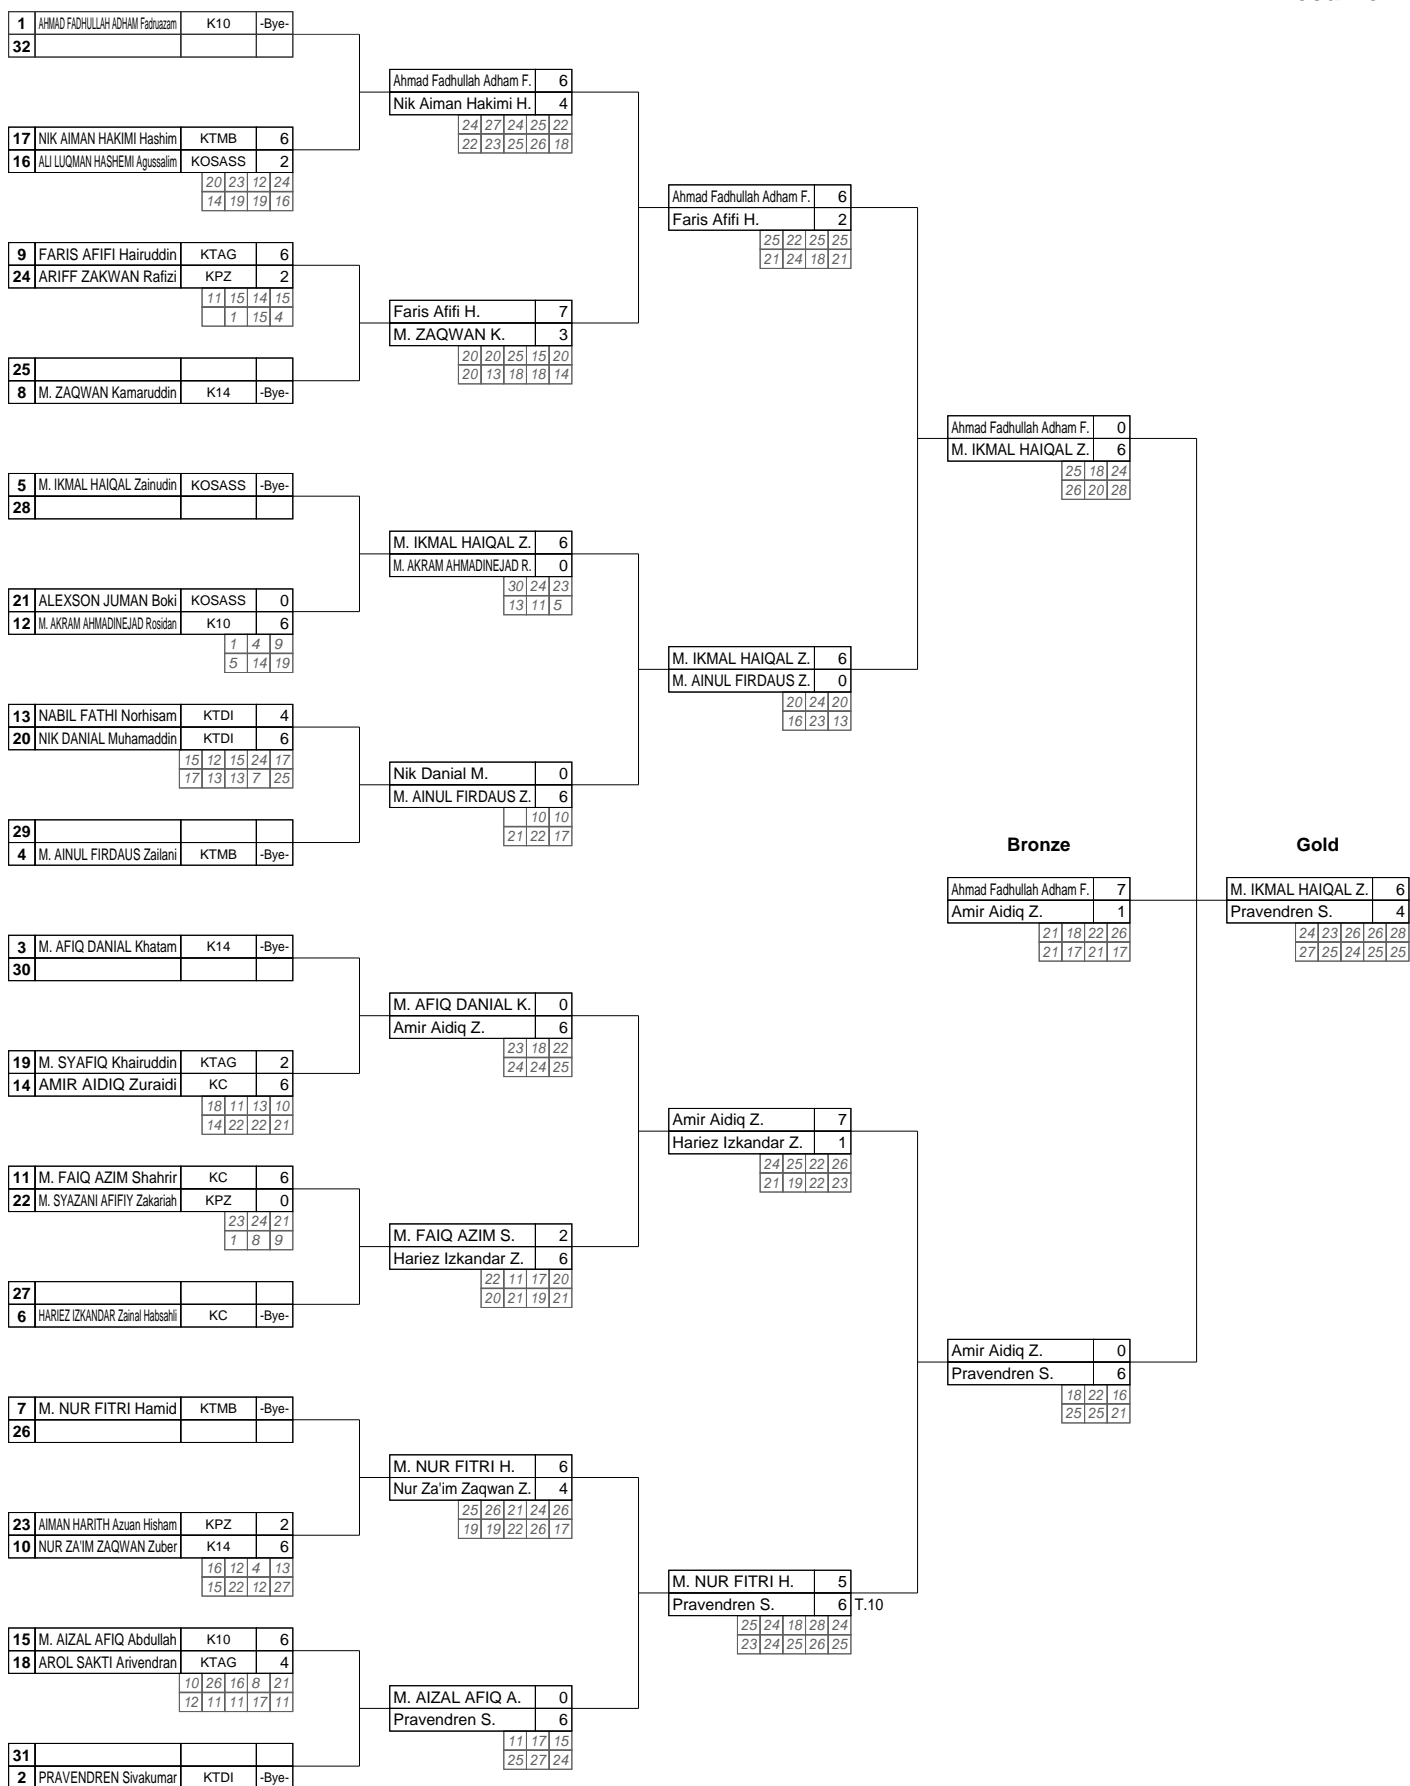 1 AHMAD FADHULLAH ADHAM Fadruazam K10 -Bye-
32
Ahmad Fadhullah Adham F. 6
Nik Aiman Hakimi H. 4
24 27 24 25 22
22 23 25 26 18
17 NIK AIMAN HAKIMI Hashim KTMB 6
16 ALI LUQMAN HASHEMI Agussalim KOSASS 2
20 23 12 24
14 19 19 16
Ahmad Fadhullah Adham F. 6
Faris Afifi H. 2
25 22 25 25
21 24 18 21
9 FARIS AFIFI Hairuddin KTAG 6
24 ARIFF ZAKWAN Rafizi KPZ 2
11 15 14 15
1 15 4
Faris Afifi H. 7
M. ZAQWAN K. 3
20 20 25 15 20
20 13 18 18 14
25
8 M. ZAQWAN Kamaruddin K14 -Bye-
Ahmad Fadhullah Adham F. 0
M. IKMAL HAIQAL Z. 6
25 18 24
26 20 28
5 M. IKMAL HAIQAL Zainudin KOSASS -Bye-
28
M. IKMAL HAIQAL Z. 6
M. AKRAM AHMADINEJAD R. 0
30 24 23
13 11 5
21 ALEXSON JUMAN Boki KOSASS 0
12 M. AKRAM AHMADINEJAD Rosidan K10 6
1 4 9
5 14 19
M. IKMAL HAIQAL Z. 6
M. AINUL FIRDAUS Z. 0
20 24 20
16 23 13
13 NABIL FATHI Norhisam KTDI 4
20 NIK DANIAL Muhamaddin KTDI 6
15 12 15 24 17
17 13 13 7 25
Nik Danial M. 0
M. AINUL FIRDAUS Z. 6
10 10
21 22 17
29
4 M. AINUL FIRDAUS Zailani KTMB -Bye-
Bronze Gold
Ahmad Fadhullah Adham F. 7
Amir Aidiq Z. 1
21 18 22 26
21 17 21 17
M. IKMAL HAIQAL Z. 6
Pravendren S. 4
24 23 26 26 28
27 25 24 25 25
3 M. AFIQ DANIAL Khatam K14 -Bye-
30
M. AFIQ DANIAL K. 0
Amir Aidiq Z. 6
23 18 22
24 24 25
19 M. SYAFIQ Khairuddin KTAG 2
14 AMIR AIDIQ Zuraidi KC 6
18 11 13 10
14 22 22 21
Amir Aidiq Z. 7
Hariez Izkandar Z. 1
24 25 22 26
21 19 22 23
11 M. FAIQ AZIM Shahrir KC 6
22 M. SYAZANI AFIFIY Zakariah KPZ 0
23 24 21
1 8 9
M. FAIQ AZIM S. 2
Hariez Izkandar Z. 6
22 11 17 20
20 21 19 21
27
6 HARIEZ IZKANDAR Zainal Habsahli KC -Bye-
Amir Aidiq Z. 0
Pravendren S. 6
18 22 16
25 25 21
7 M. NUR FITRI Hamid KTMB -Bye-
26
M. NUR FITRI H. 6
Nur Za'im Zaqwan Z. 4
25 26 21 24 26
19 19 22 26 17
23 AIMAN HARITH Azuan Hisham KPZ 2
10 NUR ZA'IM ZAQWAN Zuber K14 6
16 12 4 13
15 22 12 27
M. NUR FITRI H. 5
Pravendren S. 6 T.10
25 24 18 28 24
23 24 25 26 25
15 M. AIZAL AFIQ Abdullah K10 6
18 AROL SAKTI Arivendran KTAG 4
10 26 16 8 21
12 11 11 17 11
M. AIZAL AFIQ A. 0
Pravendren S. 6
11 17 15
25 27 24
31
2 PRAVENDREN Sivakumar KTDI -Bye-